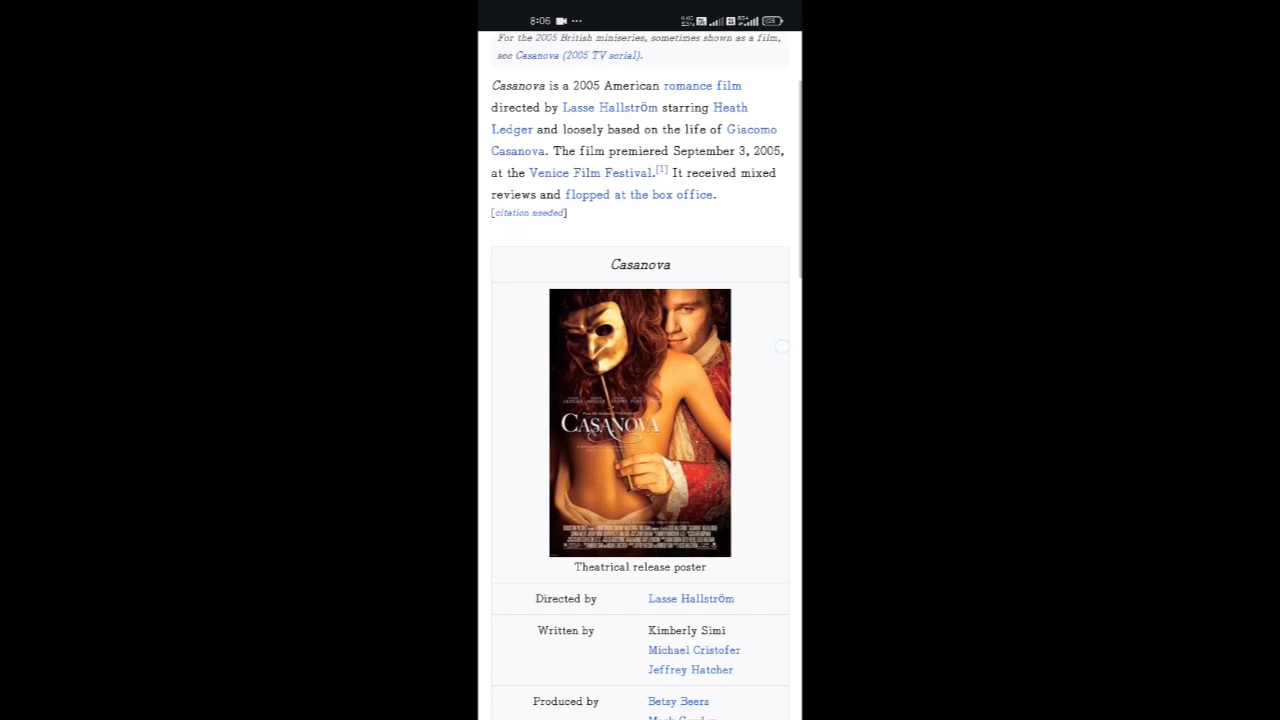 8:06
For the 2005 British miniseries, sometimes shown as a film,
see Casanova (2005 TV serial).
Casanova is a 2005 American romance film
directed by Lasse Hallström starring Heath
Ledger and loosely based on the life of Giacomo
Casanova. The film premiered September 3, 2005,
at the Venice Film Festival.[1] It received mixed
reviews and flopped at the box office.
[citation needed]
Casanova
CASANOVA
Theatrical release poster
Directed by Lasse Hallström
Written by Kimberly Simi
Michael Cristofer
Jeffrey Hatcher
Produced by Betsy Beers